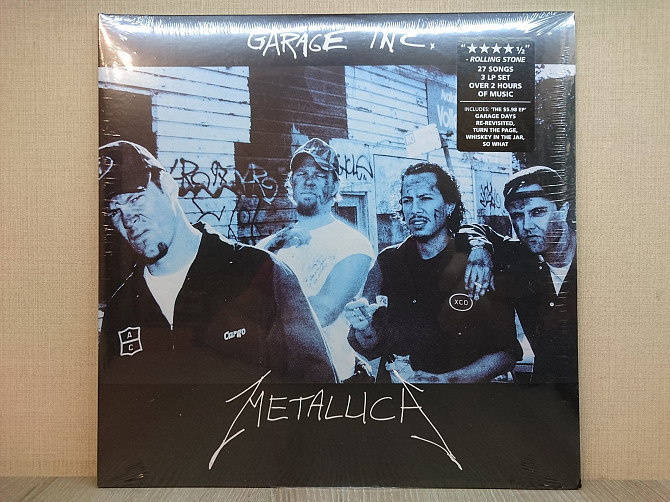 GARAGE INC.
"★★★★½"
- ROLLING STONE
27 SONGS
3 LP SET
OVER 2 HOURS
OF MUSIC
INCLUDES: 'THE $5.98 EP'
GARAGE DAYS
RE-REVISITED,
TURN THE PAGE,
WHISKEY IN THE JAR,
SO WHAT
XCO
A
C
Cargo
METALLICA